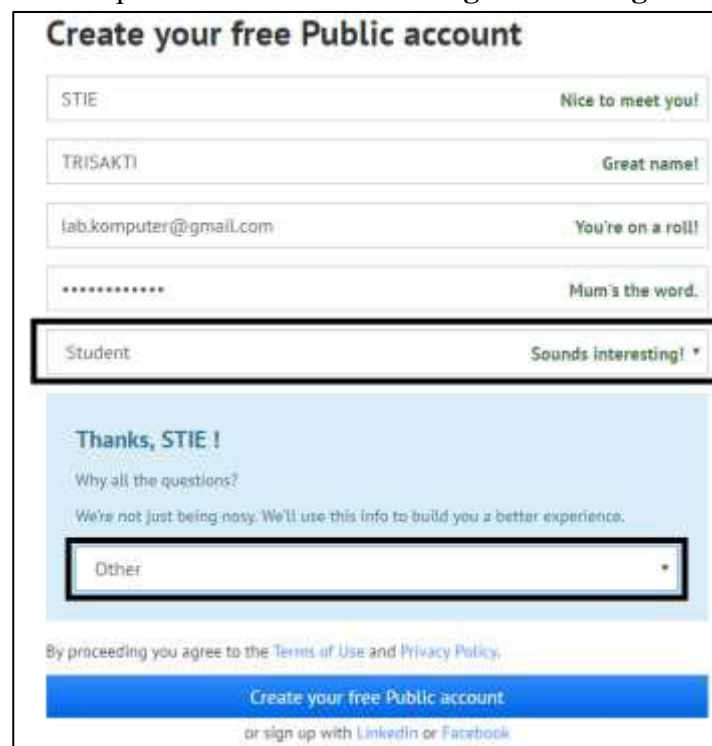 Create your free Public account
STIE Nice to meet you!
TRISAKTI Great name!
lab.komputer@gmail.com You're on a roll!
•••••••••••• Mum's the word.
Student Sounds interesting!
Thanks, STIE !
Why all the questions?
We're not just being nosy. We'll use this info to build you a better experience.
Other
By proceeding you agree to the Terms of Use and Privacy Policy.
Create your free Public account
or sign up with LinkedIn or Facebook